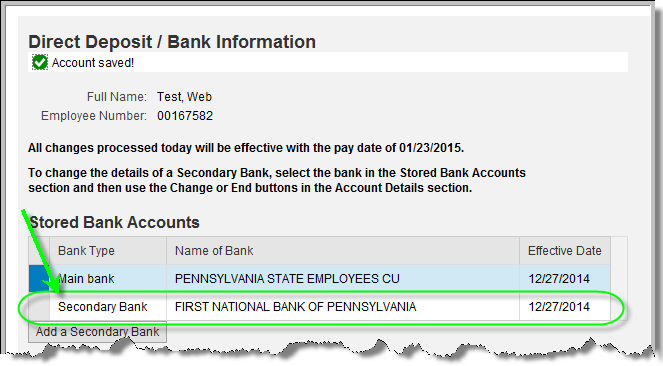 Direct Deposit / Bank Information
Account saved!
Full Name: Test, Web
Employee Number: 00167582
All changes processed today will be effective with the pay date of 01/23/2015.
To change the details of a Secondary Bank, select the bank in the Stored Bank Accounts
section and then use the Change or End buttons in the Account Details section.
Stored Bank Accounts
Bank Type Name of Bank Effective Date
Main bank PENNSYLVANIA STATE EMPLOYEES CU 12/27/2014
Secondary Bank FIRST NATIONAL BANK OF PENNSYLVANIA 12/27/2014
Add a Secondary Bank